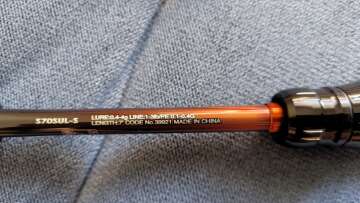 S70SUL-S
LURE:0.4-4g LINE:1-3lb/PE:0.1-0.4G
LENGTH:7' CODE No.39921 MADE IN CHINA